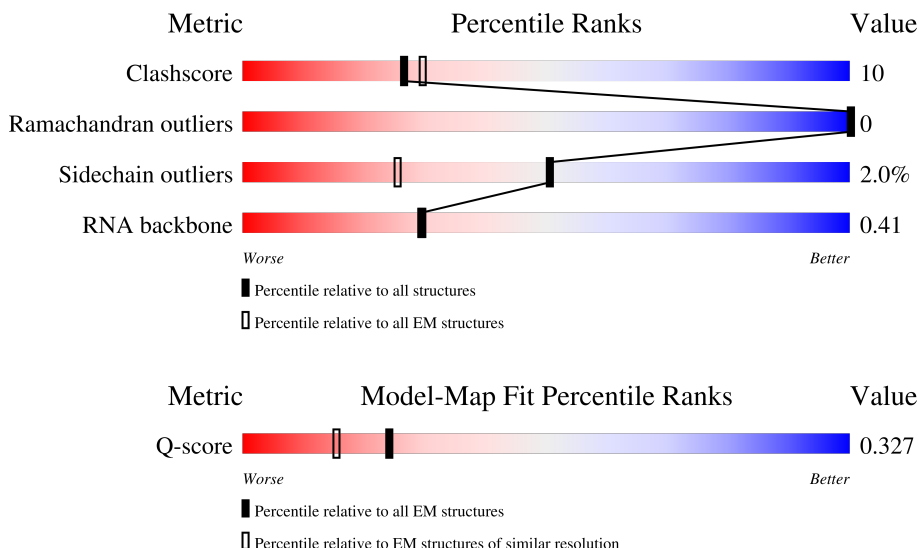 Metric Percentile Ranks Value
Clashscore 10
Ramachandran outliers 0
Sidechain outliers 2.0%
RNA backbone 0.41
Worse Better
Percentile relative to all structures
Percentile relative to all EM structures
Metric Model-Map Fit Percentile Ranks Value
Q-score 0.327
Worse Better
Percentile relative to all EM structures
Percentile relative to EM structures of similar resolution